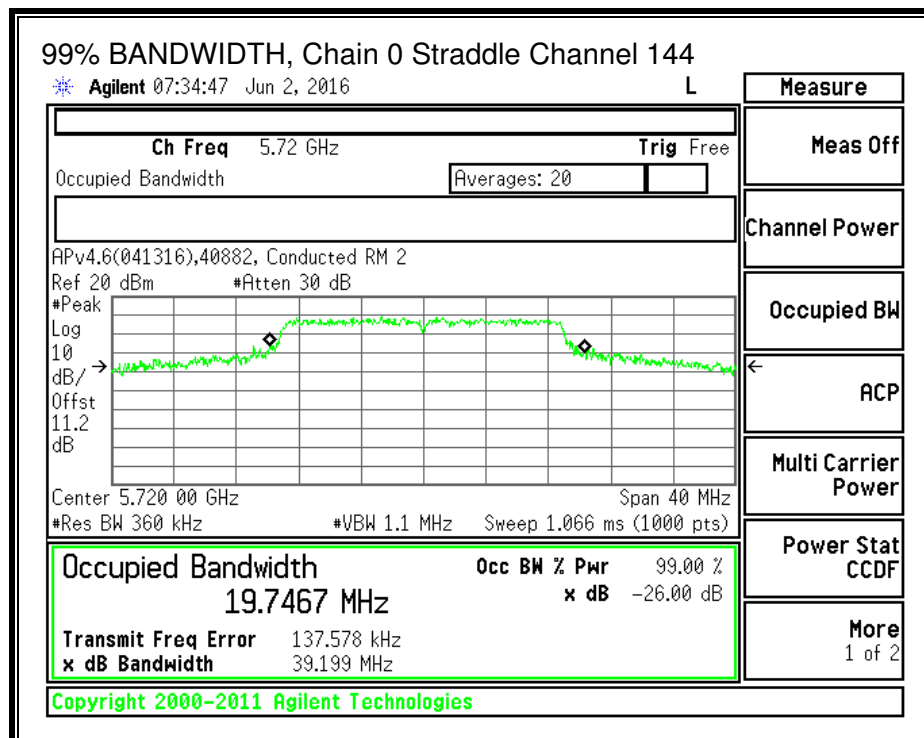 99% BANDWIDTH, Chain 0 Straddle Channel 144
Agilent 07:34:47 Jun 2, 2016 L
Measure
Ch Freq 5.72 GHz Trig Free
Meas Off
Occupied Bandwidth Averages: 20
Channel Power
APv4.6(041316),40882, Conducted RM 2
Ref 20 dBm #Atten 30 dB
#Peak
Log
10
dB/
Offst
11.2
dB
Occupied BW
ACP
Multi Carrier
Power
Center 5.720 00 GHz Span 40 MHz
#Res BW 360 kHz #VBW 1.1 MHz Sweep 1.066 ms (1000 pts)
Power Stat
CCDF
Occupied Bandwidth Occ BW % Pwr 99.00 %
19.7467 MHz x dB -26.00 dB
Transmit Freq Error 137.578 kHz
x dB Bandwidth 39.199 MHz
More
1 of 2
Copyright 2000-2011 Agilent Technologies